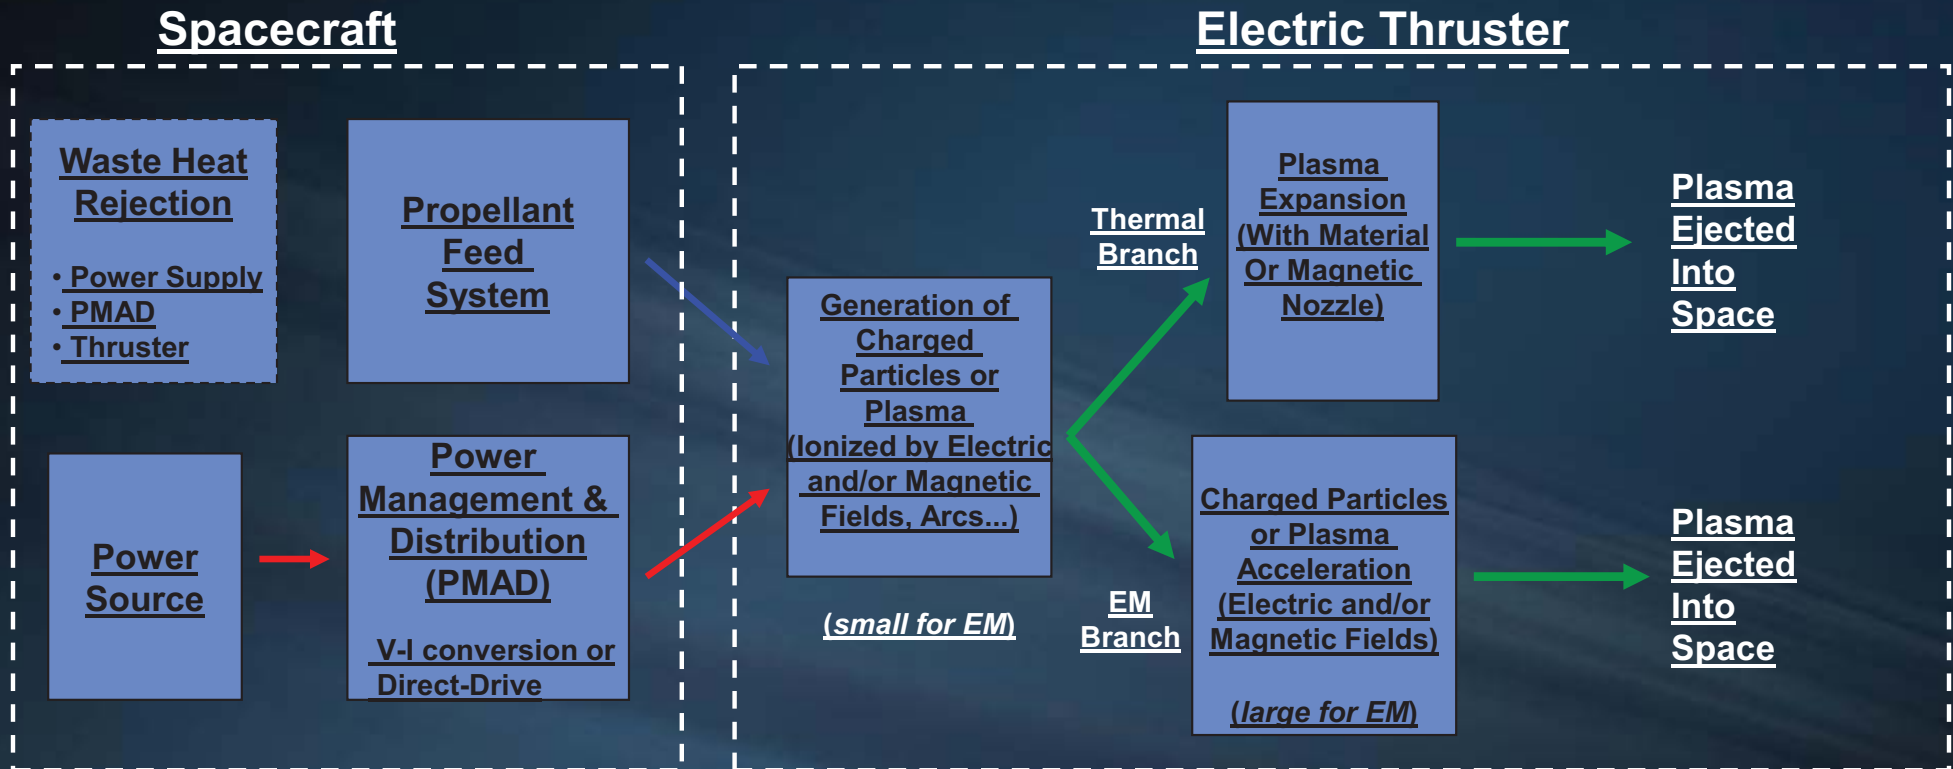 Spacecraft
Electric Thruster
Waste Heat
Rejection
• Power Supply
• PMAD
• Thruster
Propellant
Feed
System
Power
Source
Power
Management &
Distribution
(PMAD)
V-I conversion or
Direct-Drive
Generation of
Charged
Particles or
Plasma
(Ionized by Electric
and/or Magnetic
Fields, Arcs...)
(small for EM)
Thermal
Branch
EM
Branch
Plasma
Expansion
(With Material
Or Magnetic
Nozzle)
Charged Particles
or Plasma
Acceleration
(Electric and/or
Magnetic Fields)
(large for EM)
Plasma
Ejected
Into
Space
Plasma
Ejected
Into
Space